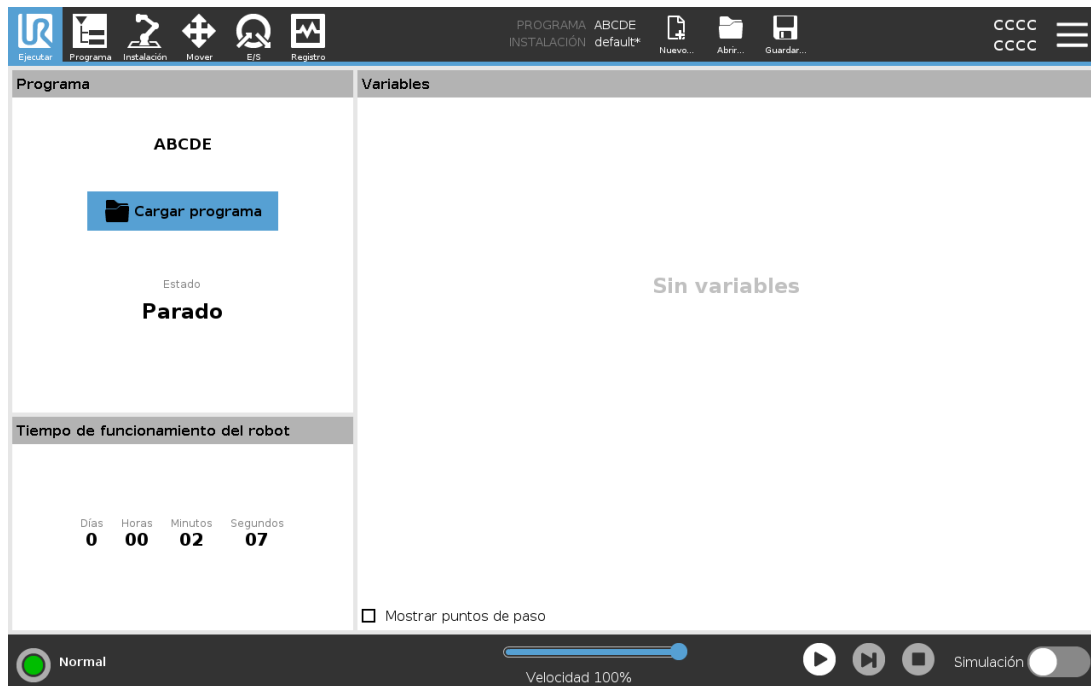 UR
Ejecutar
Programa
Instalación
Mover
E/S
Registro
PROGRAMA ABCDE
INSTALACIÓN default*
Nuevo...
Abrir...
Guardar...
CCCC
CCCC
Programa
ABCDE
Cargar programa
Estado
Parado
Tiempo de funcionamiento del robot
Días Horas Minutos Segundos
0 00 02 07
Variables
Sin variables
Mostrar puntos de paso
Normal
Velocidad 100%
Simulación